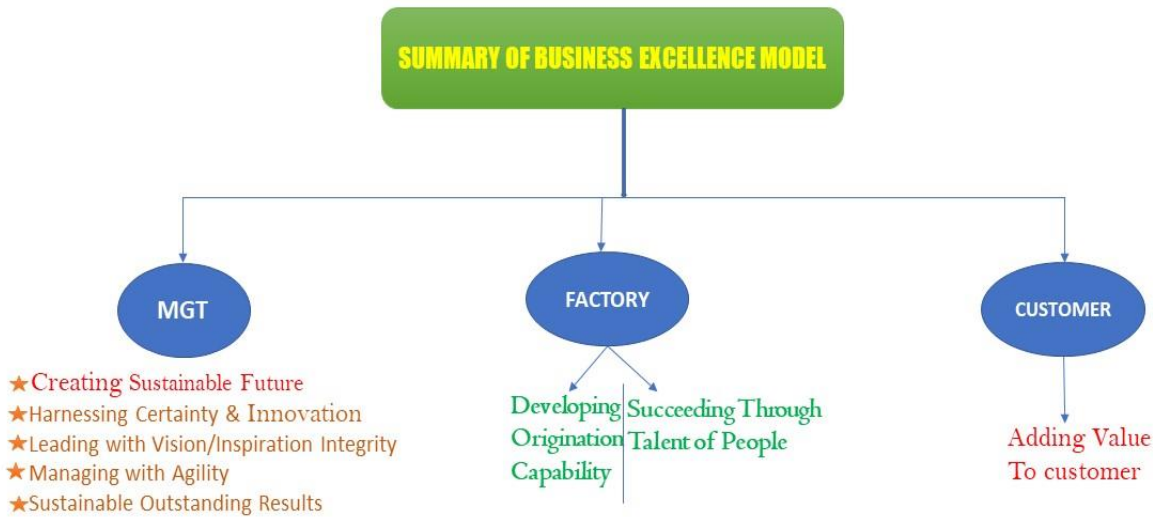 SUMMARY OF BUSINESS EXCELLENCE MODEL
MGT
★Creating Sustainable Future
★Harnessing Certainty & Innovation
★Leading with Vision/Inspiration Integrity
★Managing with Agility
★Sustainable Outstanding Results
FACTORY
Developing
Origination
Capability
Succeeding Through
Talent of People
CUSTOMER
Adding Value
To customer